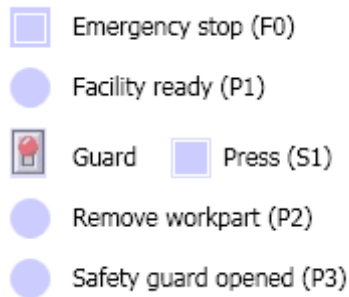 Emergency stop (F0)
Facility ready (P1)
Guard Press (S1)
Remove workpart (P2)
Safety guard opened (P3)